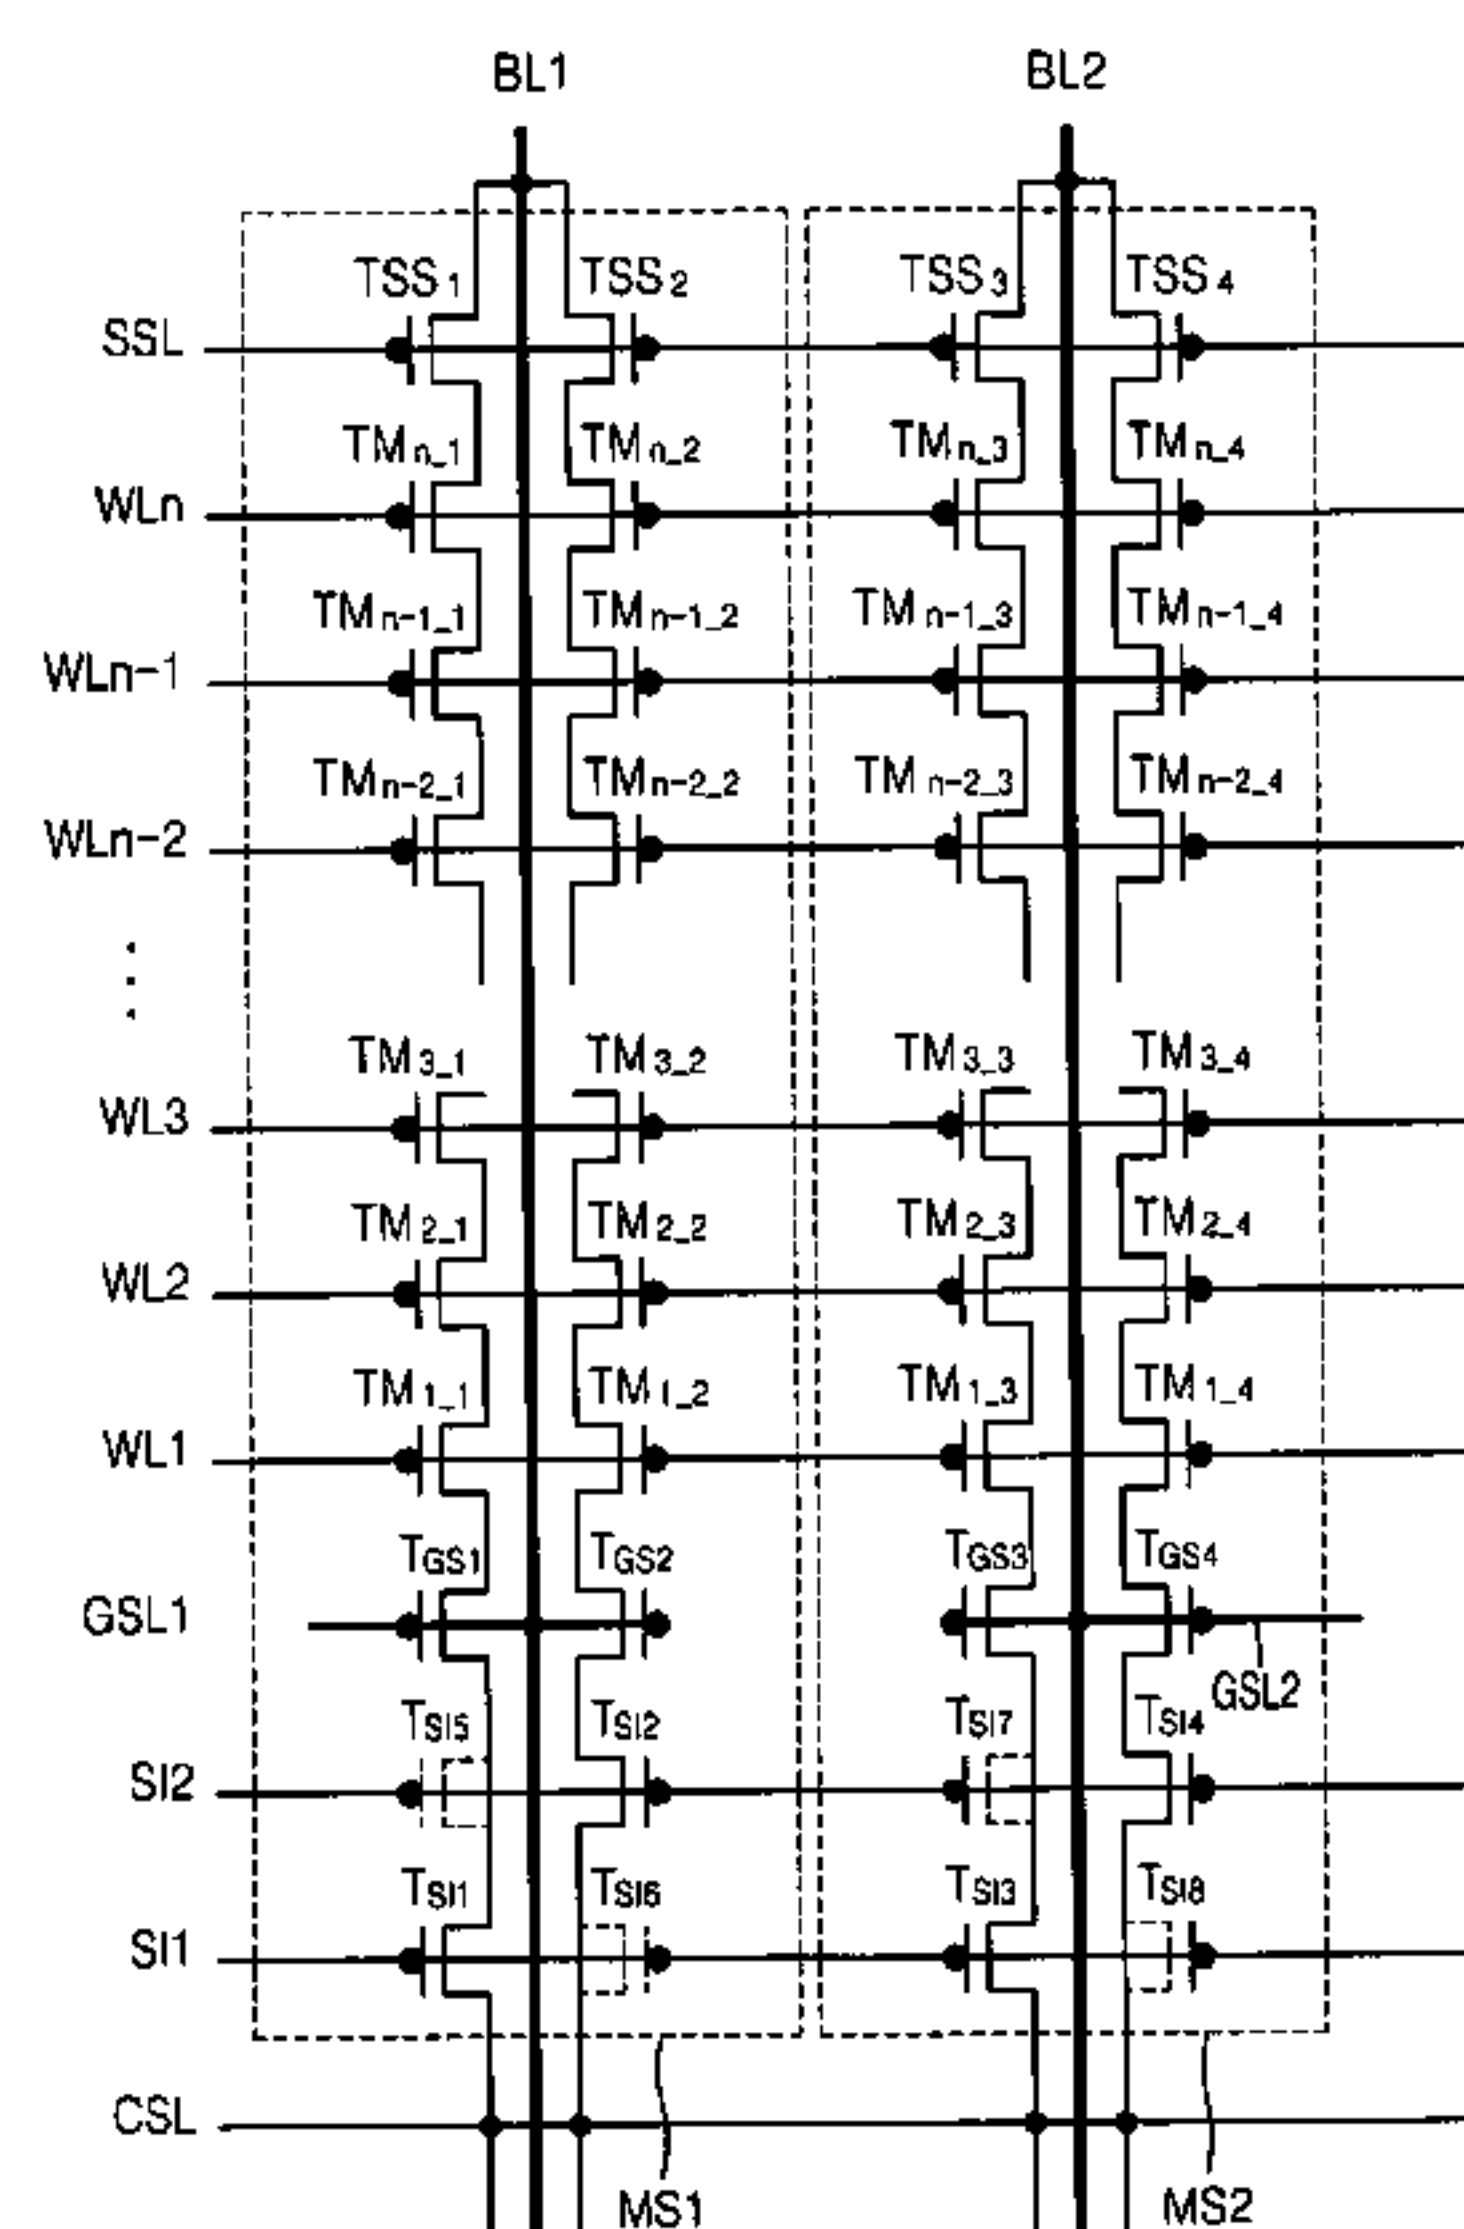 BL1 BL2
TSS1 TSS2 TSS3 TSS4
SSL
TMn_1 TMn_2 TMn_3 TMn_4
WLn
TMn-1_1 TMn-1_2 TMn-1_3 TMn-1_4
WLn-1
TMn-2_1 TMn-2_2 TMn-2_3 TMn-2_4
WLn-2
TM3_1 TM3_2 TM3_3 TM3_4
WL3
TM2_1 TM2_2 TM2_3 TM2_4
WL2
TM1_1 TM1_2 TM1_3 TM1_4
WL1
TGS1 TGS2 TGS3 TGS4
GSL1
GSL2
TSI5 TSI2 TSI7 TSI4
SI2
TSI1 TSI6 TSI3 TSI8
SI1
CSL
MS1 MS2